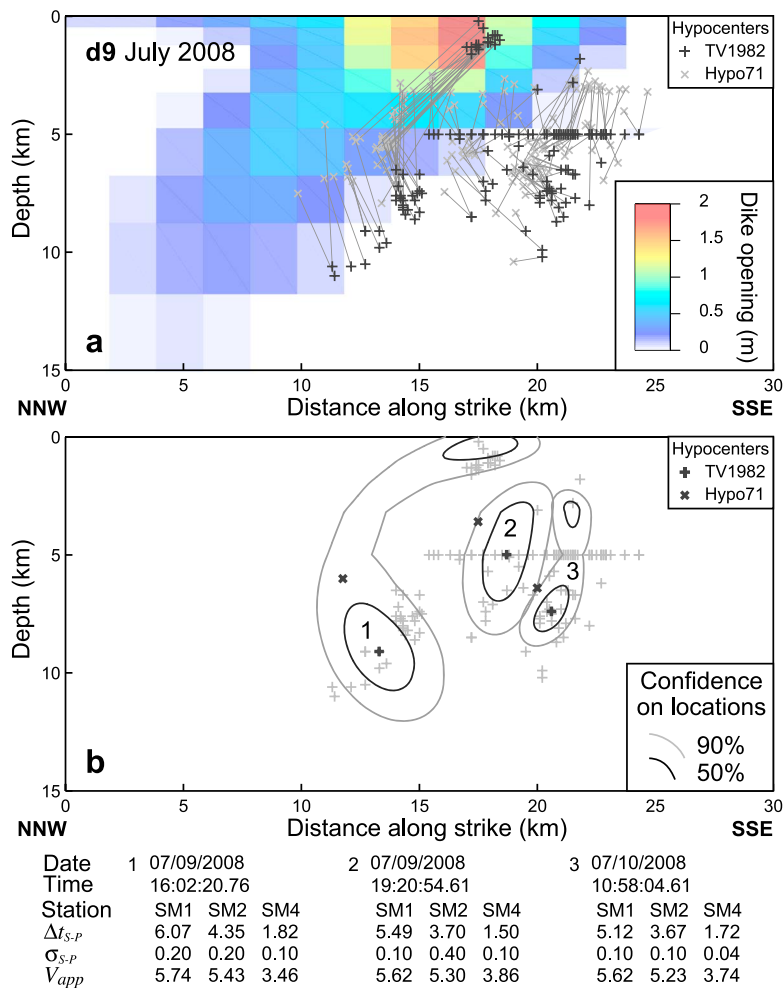 d9 July 2008
Hypocenters
TV1982
Hypo71
0
5
10
15
Depth (km)
2
1.5
1
0.5
0
Dike opening (m)
a
0 5 10 15 20 25 30
NNW Distance along strike (km) SSE
Hypocenters
TV1982
Hypo71
0
5
10
15
Depth (km)
1
2
3
Confidence
on locations
90%
50%
b
0 5 10 15 20 25 30
NNW Distance along strike (km) SSE
Date 1 07/09/2008 2 07/09/2008 3 07/10/2008
Time 16:02:20.76 19:20:54.61 10:58:04.61
Station SM1 SM2 SM4 SM1 SM2 SM4 SM1 SM2 SM4
Δt S-P 6.07 4.35 1.82 5.49 3.70 1.50 5.12 3.67 1.72
σ S-P 0.20 0.20 0.10 0.10 0.40 0.10 0.10 0.10 0.04
V app 5.74 5.43 3.46 5.62 5.30 3.86 5.62 5.23 3.74